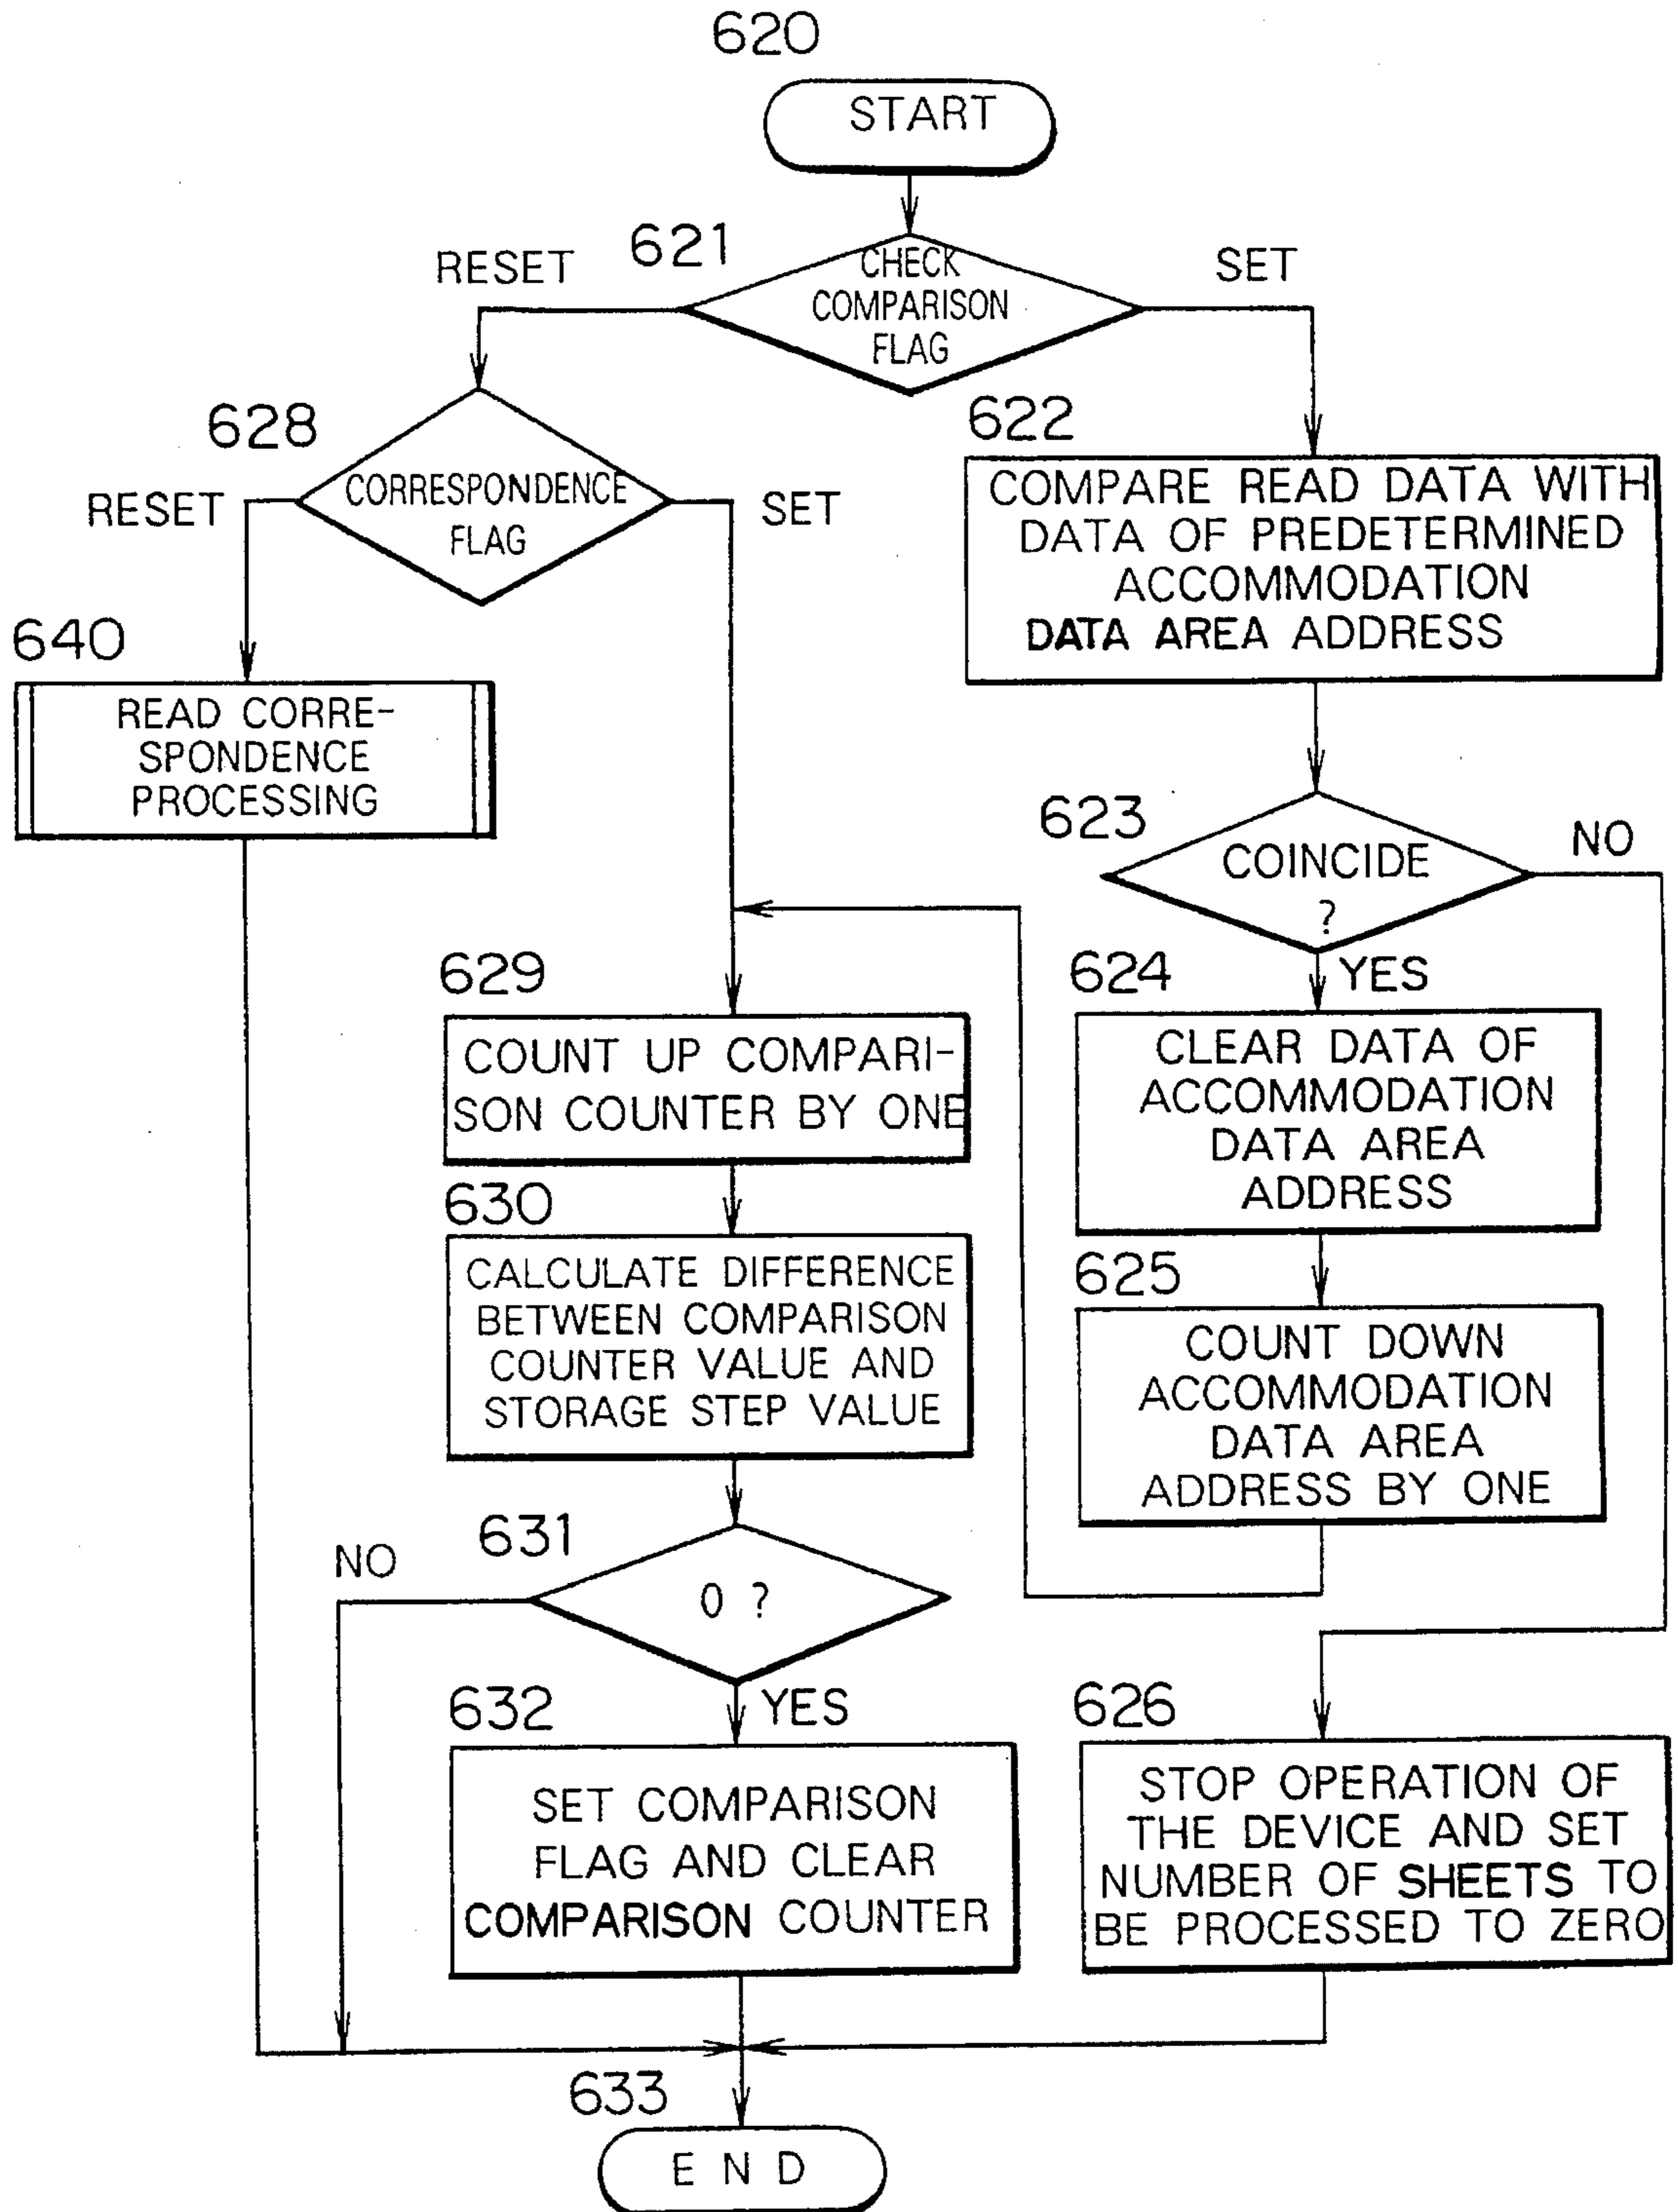 620
START
621
RESET
SET
CHECK
COMPARISON
FLAG
628
RESET
SET
CORRESPONDENCE
FLAG
622
COMPARE READ DATA WITH
DATA OF PREDETERMINED
ACCOMMODATION
DATA AREA ADDRESS
640
READ CORRE-
SPONDENCE
PROCESSING
623
COINCIDE
?
NO
YES
629
COUNT UP COMPARI-
SON COUNTER BY ONE
624
CLEAR DATA OF
ACCOMMODATION
DATA AREA
ADDRESS
630
CALCULATE DIFFERENCE
BETWEEN COMPARISON
COUNTER VALUE AND
STORAGE STEP VALUE
625
COUNT DOWN
ACCOMMODATION
DATA AREA
ADDRESS BY ONE
631
NO
0 ?
YES
632
SET COMPARISON
FLAG AND CLEAR
COMPARISON COUNTER
626
STOP OPERATION OF
THE DEVICE AND SET
NUMBER OF SHEETS TO
BE PROCESSED TO ZERO
633
E N D